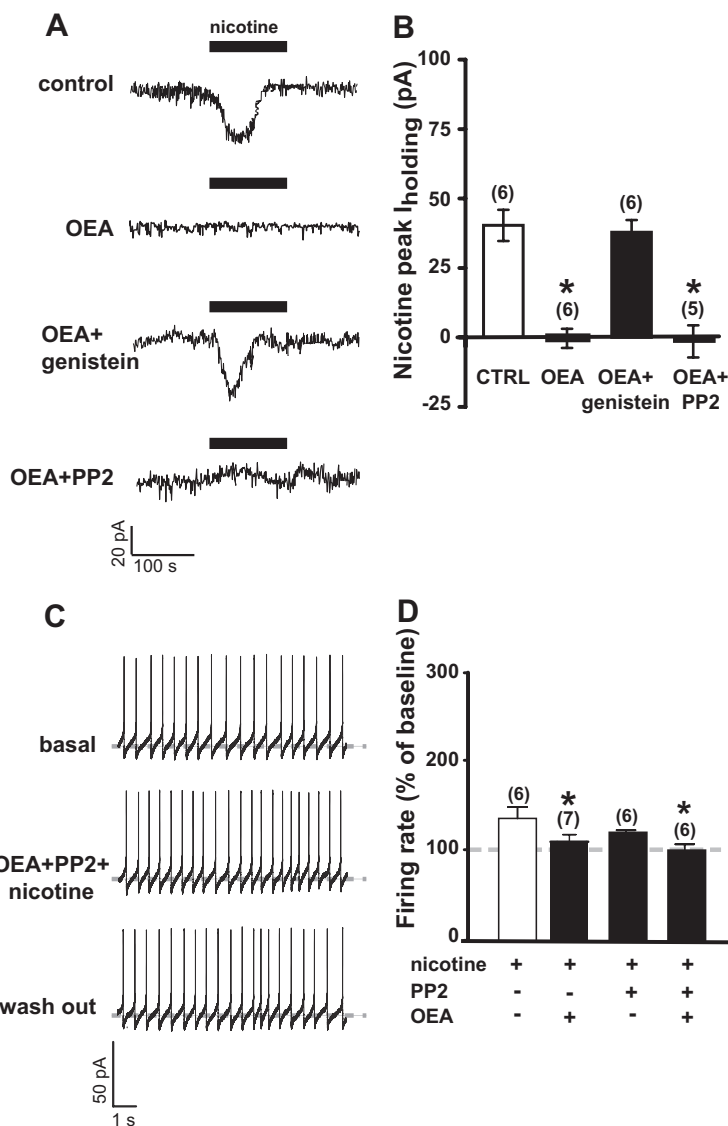 A
nicotine
control
OEA
OEA+
genistein
OEA+PP2
20 pA
100 s
B
Nicotine peak Iholding (pA)
100
75
50
25
0
-25
(6)
*
(6)
(6)
*
(5)
CTRL OEA OEA+ OEA+
genistein PP2
C
basal
OEA+PP2+
nicotine
wash out
50 pA
1 s
D
Firing rate (% of baseline)
300
200
100
0
(6)
*
(7)
(6)
*
(6)
nicotine + + + +
PP2 - - + +
OEA - + - +